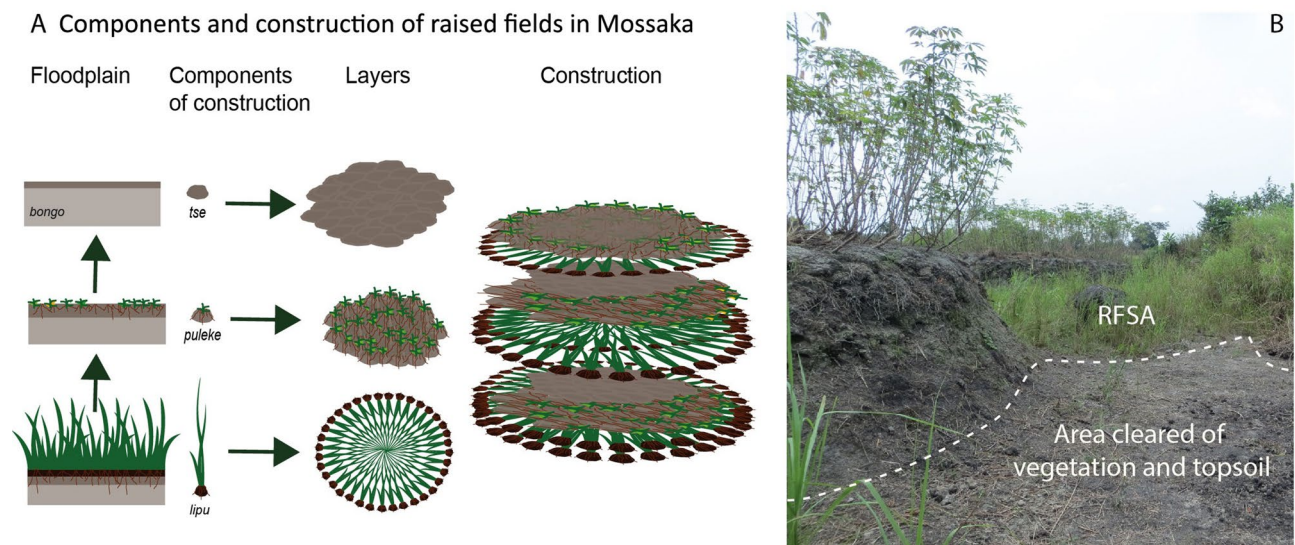 A Components and construction of raised fields in Mossaka
B
Floodplain
Components
of construction
Layers
Construction
bongo
tse
puleke
lipu
RFSA
Area cleared of
vegetation and topsoil